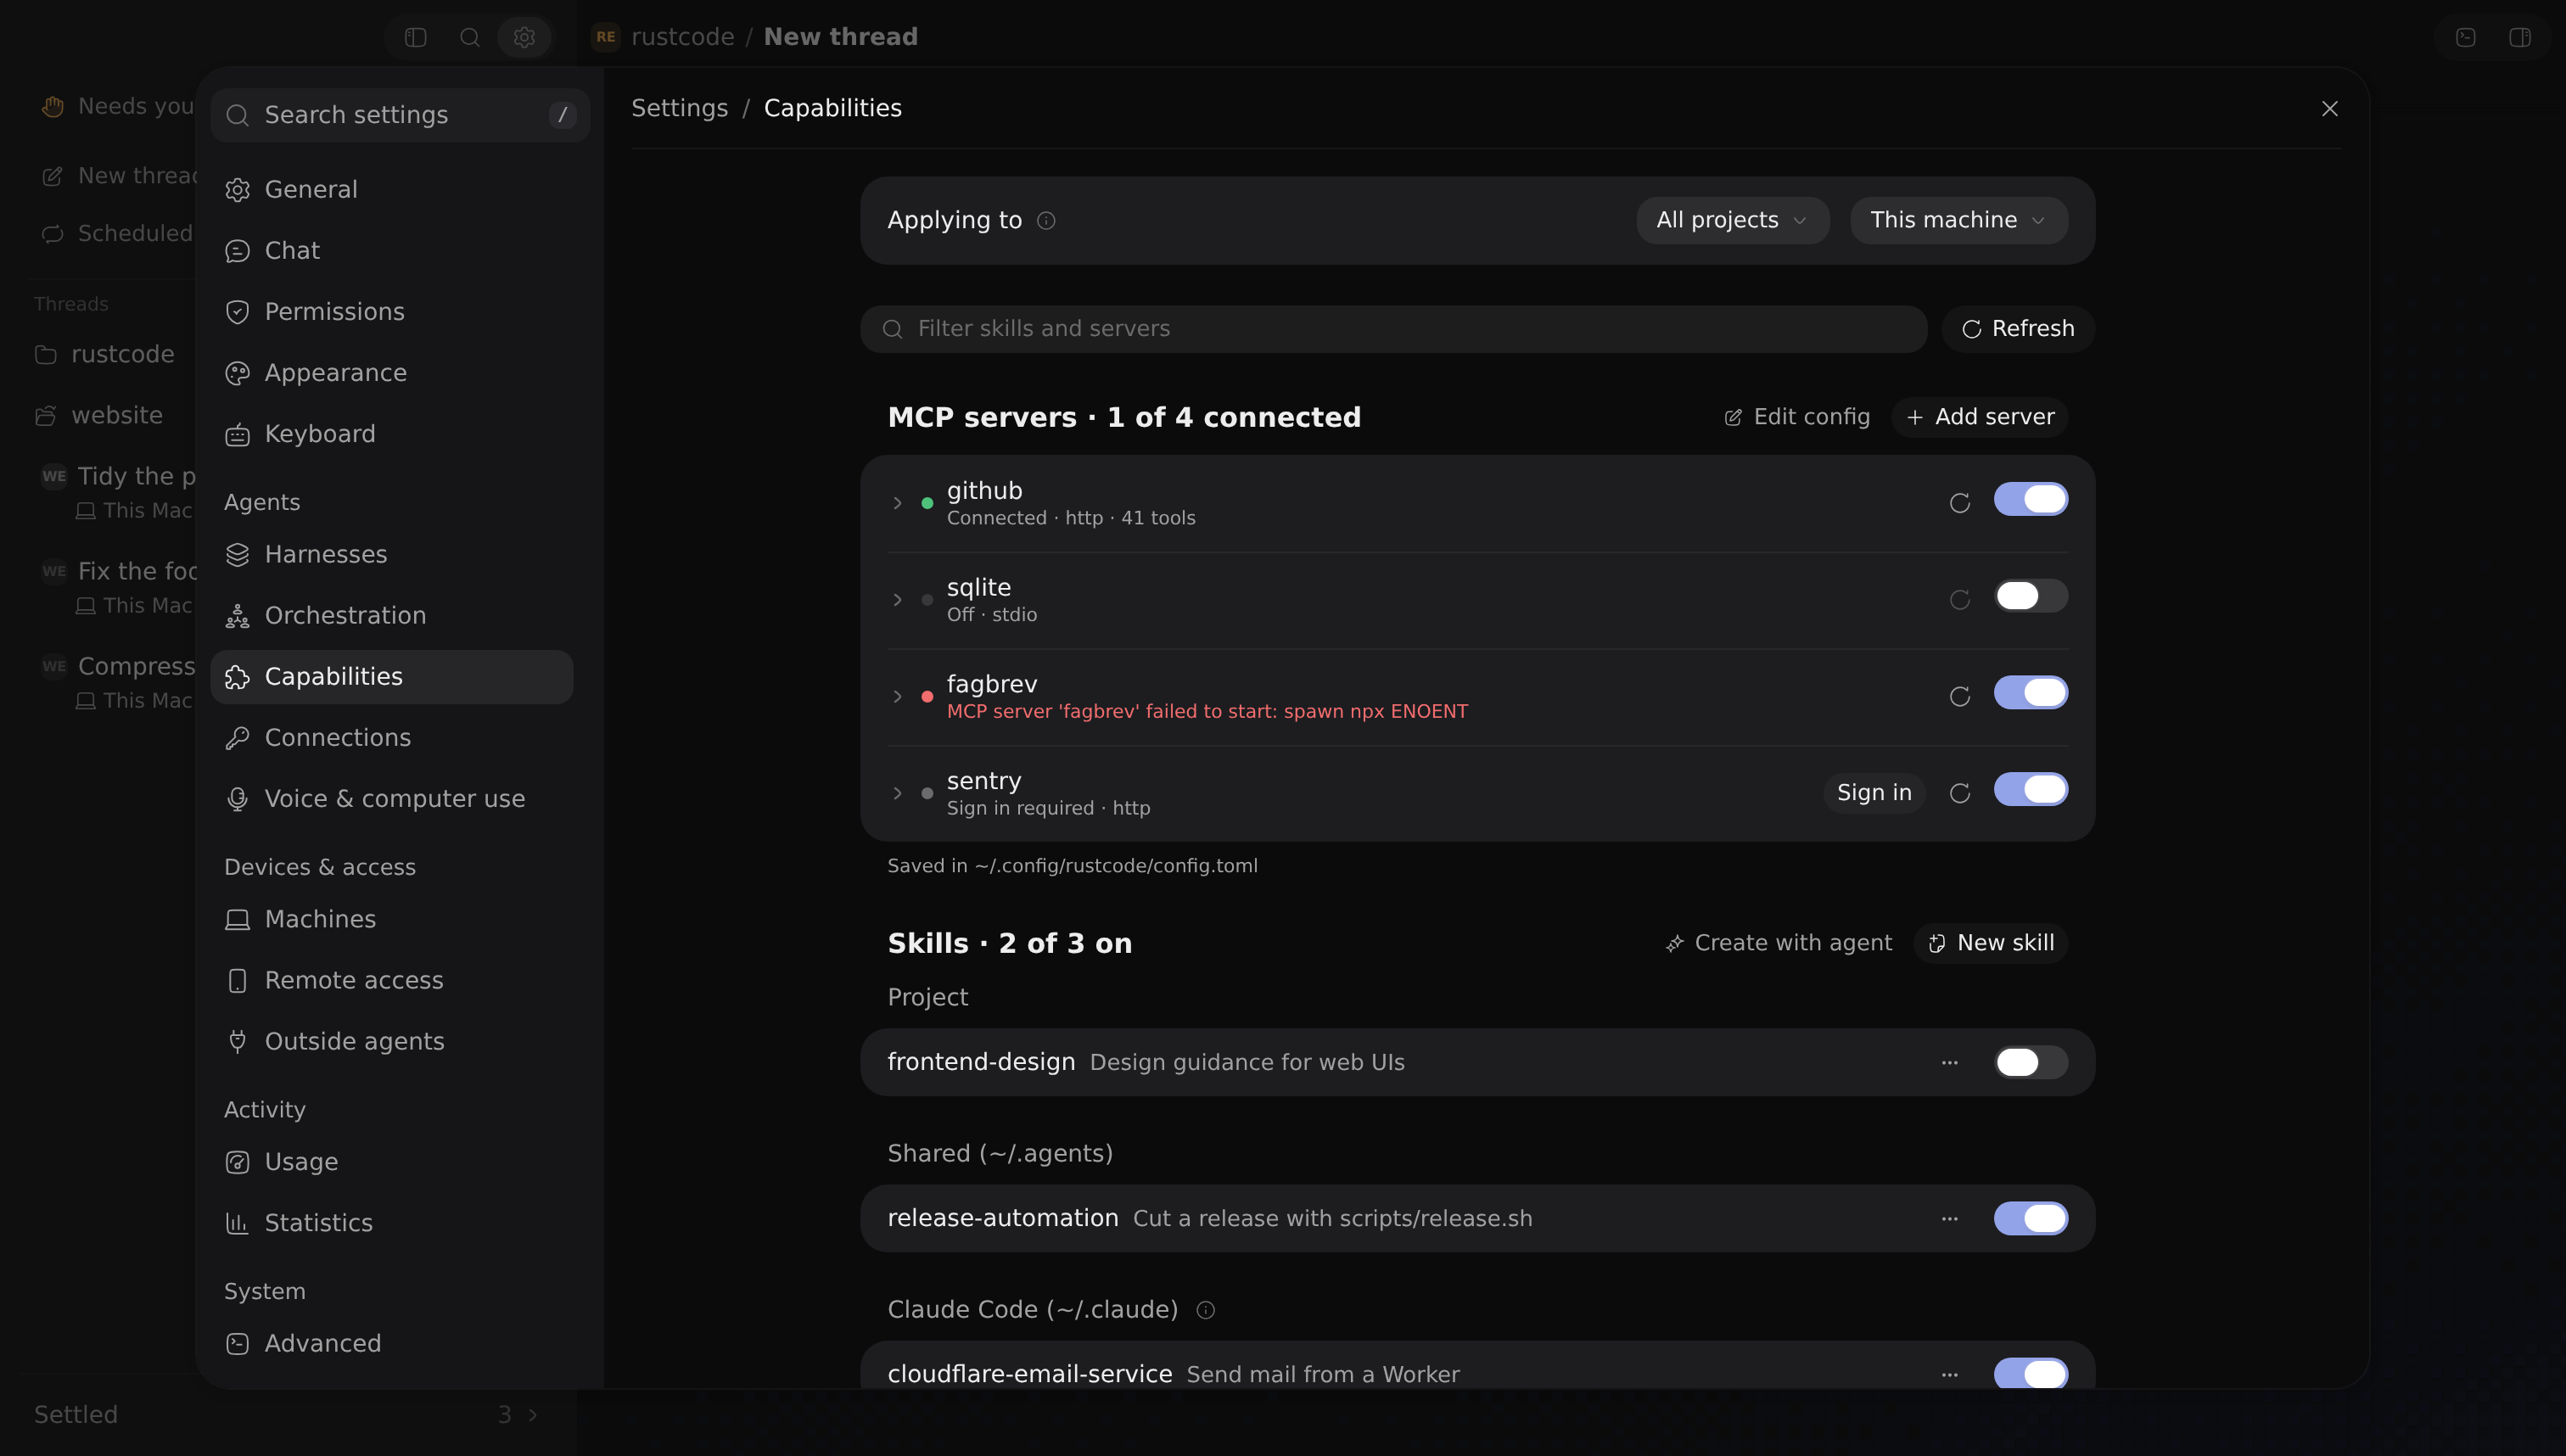 RE rustcode / New thread
Needs you
New thread
Scheduled
Threads
rustcode
website
WE Tidy the p
This Mac
WE Fix the foo
This Mac
WE Compress
This Mac
Settled 3
Search settings /
General
Chat
Permissions
Appearance
Keyboard
Agents
Harnesses
Orchestration
Capabilities
Connections
Voice & computer use
Devices & access
Machines
Remote access
Outside agents
Activity
Usage
Statistics
System
Advanced
Settings / Capabilities
Applying to All projects This machine
Filter skills and servers Refresh
MCP servers · 1 of 4 connected Edit config Add server
github
Connected · http · 41 tools
sqlite
Off · stdio
fagbrev
MCP server 'fagbrev' failed to start: spawn npx ENOENT
sentry
Sign in required · http
Sign in
Saved in ~/.config/rustcode/config.toml
Skills · 2 of 3 on Create with agent New skill
Project
frontend-design Design guidance for web UIs
Shared (~/.agents)
release-automation Cut a release with scripts/release.sh
Claude Code (~/.claude)
cloudflare-email-service Send mail from a Worker